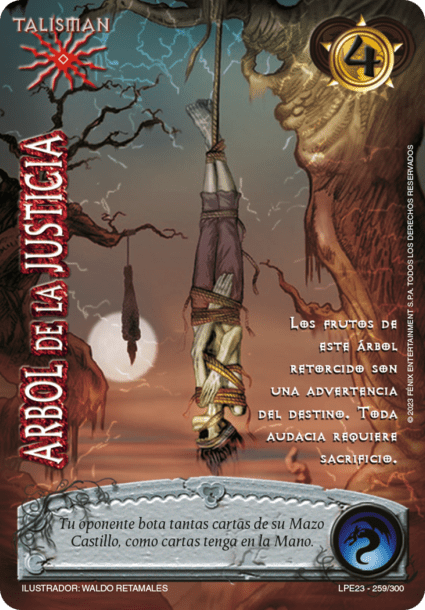 TALISMAN
4
ARBOL DE LA JUSTICIA
Los frutos de
este árbol
retorcido son
una advertencia
del destino. Toda
audacia requiere
sacrificio.
© 2023 FÉNIX ENTERTAINMENT S.P.A. TODOS LOS DERECHOS RESERVADOS
Tu oponente bota tantas cartas de su Mazo
Castillo, como cartas tenga en la Mano.
ILUSTRADOR: WALDO RETAMALES
LPE23 - 259/300